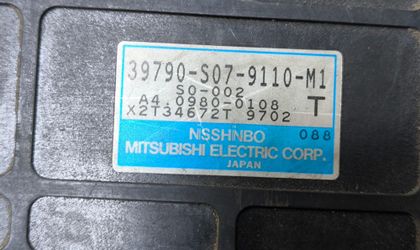 39790-S07-9110-M1
S0-002
A4.0980-0108 T
X2T34672T 9702
088
NISSHINBO
MITSUBISHI ELECTRIC CORP.
JAPAN